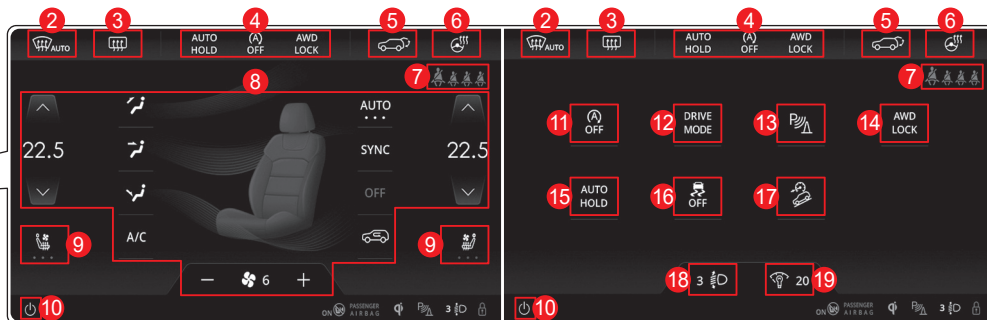 2 3 4 5 6 2 3 4 5 6
AUTO AUTO HOLD (A) OFF AWD LOCK AUTO AUTO HOLD (A) OFF AWD LOCK
7 7
8
AUTO
22.5 SYNC 22.5
OFF
A/C
9 9
6
10
ON PASSENGER AIRBAG P 3
11 (A) OFF 12 DRIVE MODE 13 P 14 AWD LOCK
15 AUTO HOLD 16 OFF 17
18 3 19 20
10
ON PASSENGER AIRBAG P 3